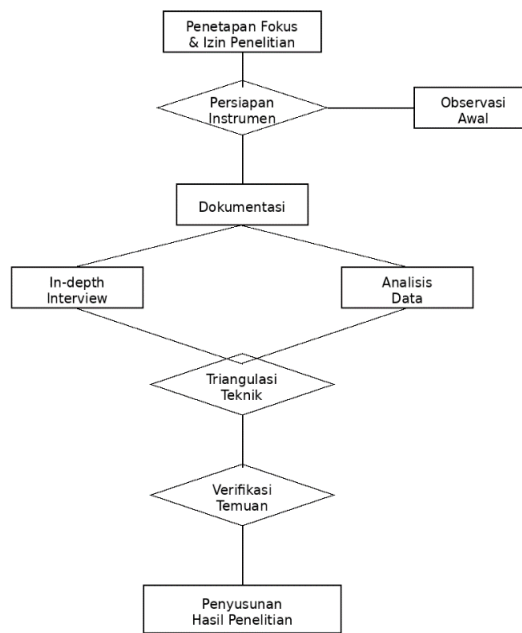 Penetapan Fokus
& Izin Penelitian
Persiapan
Instrumen
Observasi
Awal
Dokumentasi
In-depth
Interview
Analisis
Data
Triangulasi
Teknik
Verifikasi
Temuan
Penyusunan
Hasil Penelitian